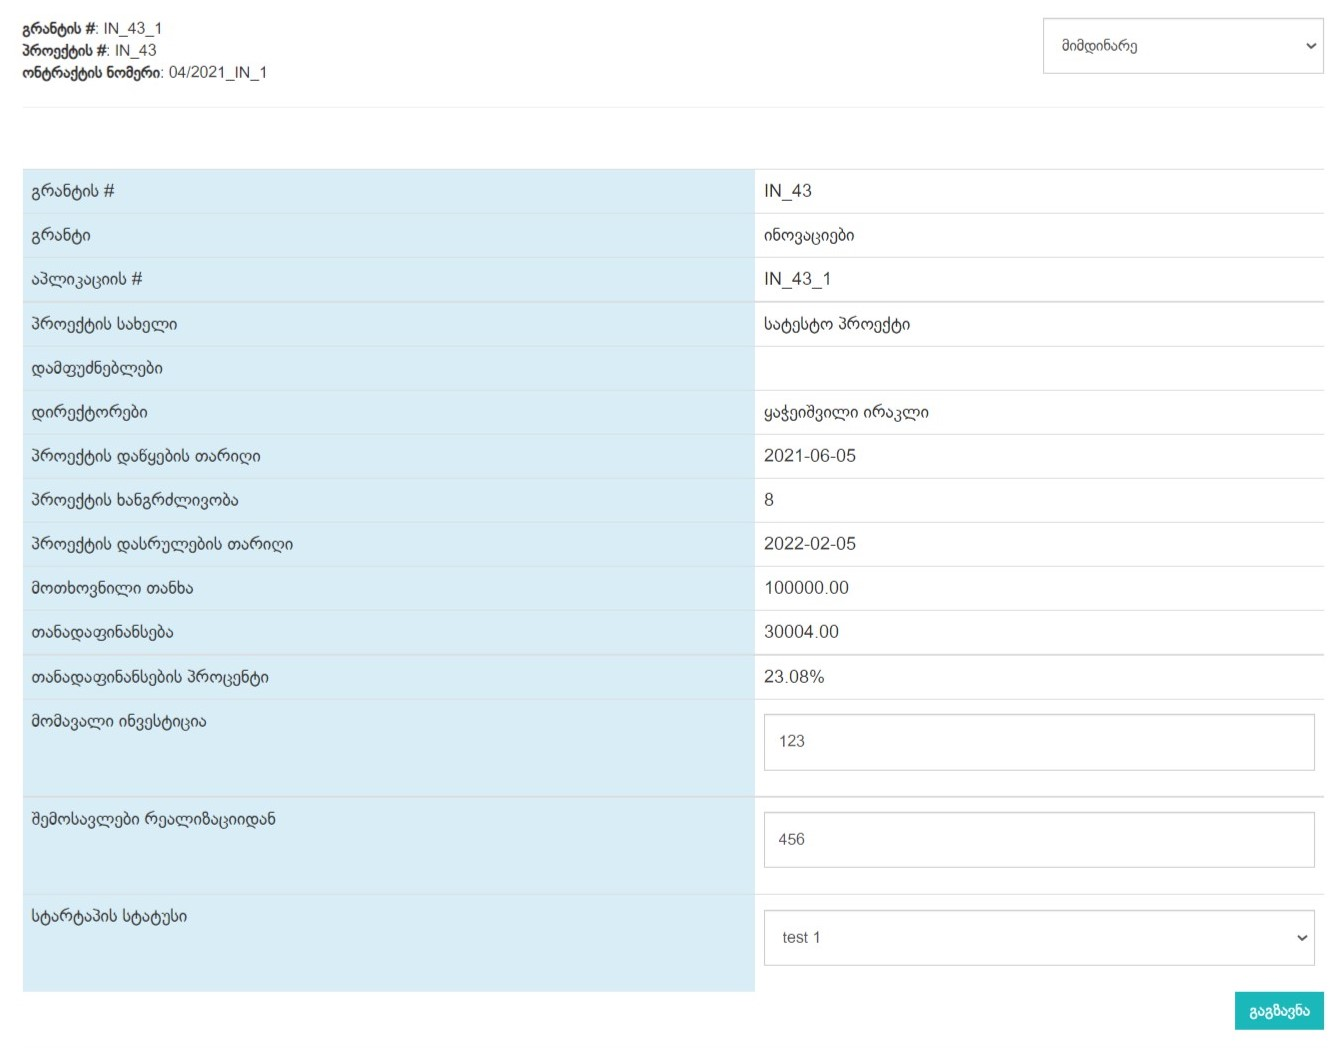 გრანტის #: IN_43_1
პროექტის #: IN_43
ონტრაქტის ნომერი: 04/2021_IN_1
მიმდინარე
გრანტის # IN_43
გრანტი ინოვაციები
აპლიკაციის # IN_43_1
პროექტის სახელი სატესტო პროექტი
დამფუძნებლები
დირექტორები ყაჭეიშვილი ირაკლი
პროექტის დაწყების თარიღი 2021-06-05
პროექტის ხანგრძლივობა 8
პროექტის დასრულების თარიღი 2022-02-05
მოთხოვნილი თანხა 100000.00
თანადაფინანსება 30004.00
თანადაფინანსების პროცენტი 23.08%
მომავალი ინვესტიცია 123
შემოსავლები რეალიზაციიდან 456
სტარტაპის სტატუსი test 1
გაგზავნა